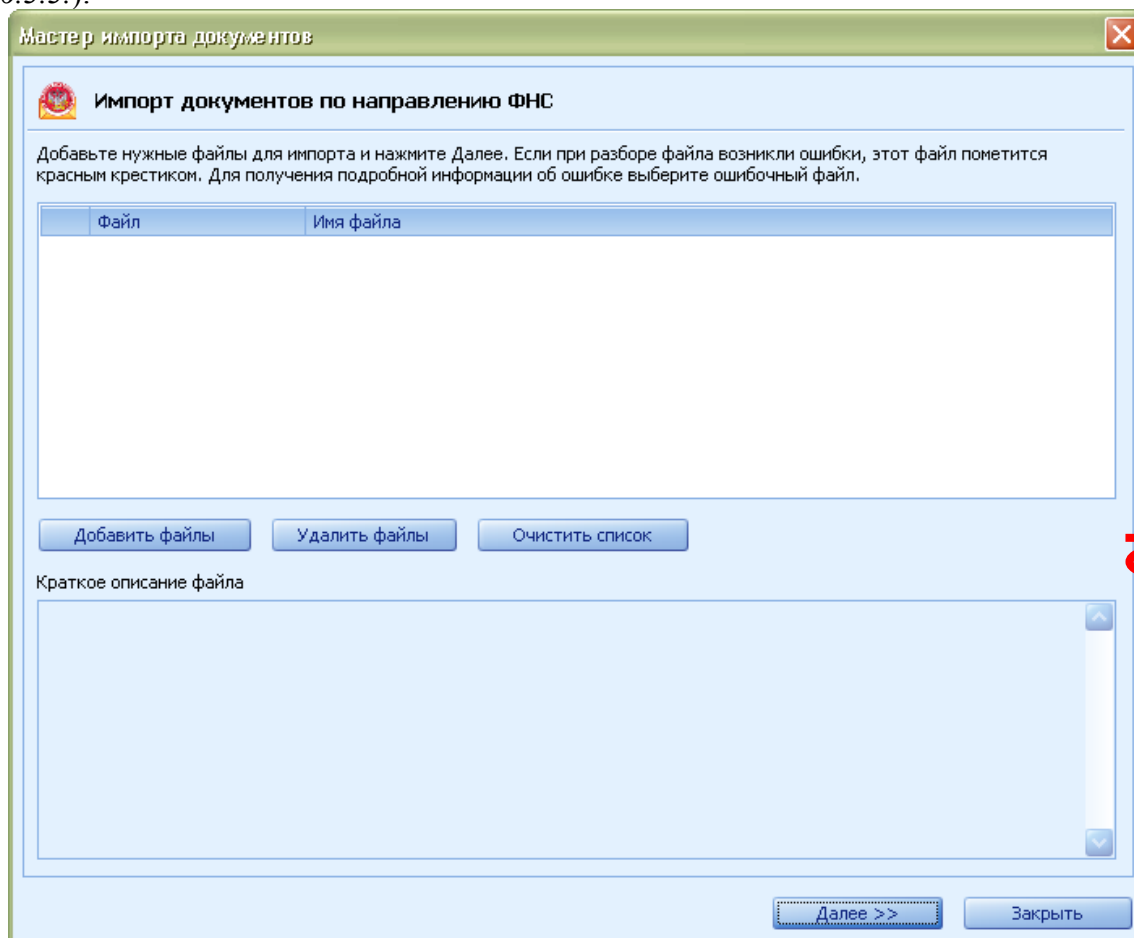 Мастер импорта документов
Импорт документов по направлению ФНС
Добавьте нужные файлы для импорта и нажмите Далее. Если при разборе файла возникли ошибки, этот файл пометится
красным крестиком. Для получения подробной информации об ошибке выберите ошибочный файл.
Файл Имя файла
Добавить файлы Удалить файлы Очистить список
Краткое описание файла
Далее >> Закрыть